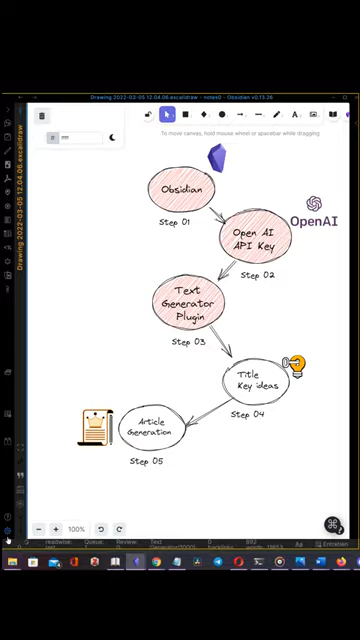 Drawing 2022-03-05 12.04.06.excalidraw - notes0 - Obsidian v0.13.26
# ffffff
To move canvas, hold mouse wheel or spacebar while dragging
Obsidian
Step 01
OpenAI
Open AI
API Key
Step 02
Text
Generator
Plugin
Step 03
Title
Key ideas
Step 04
Article
Generation
Step 05
100%
Entretien